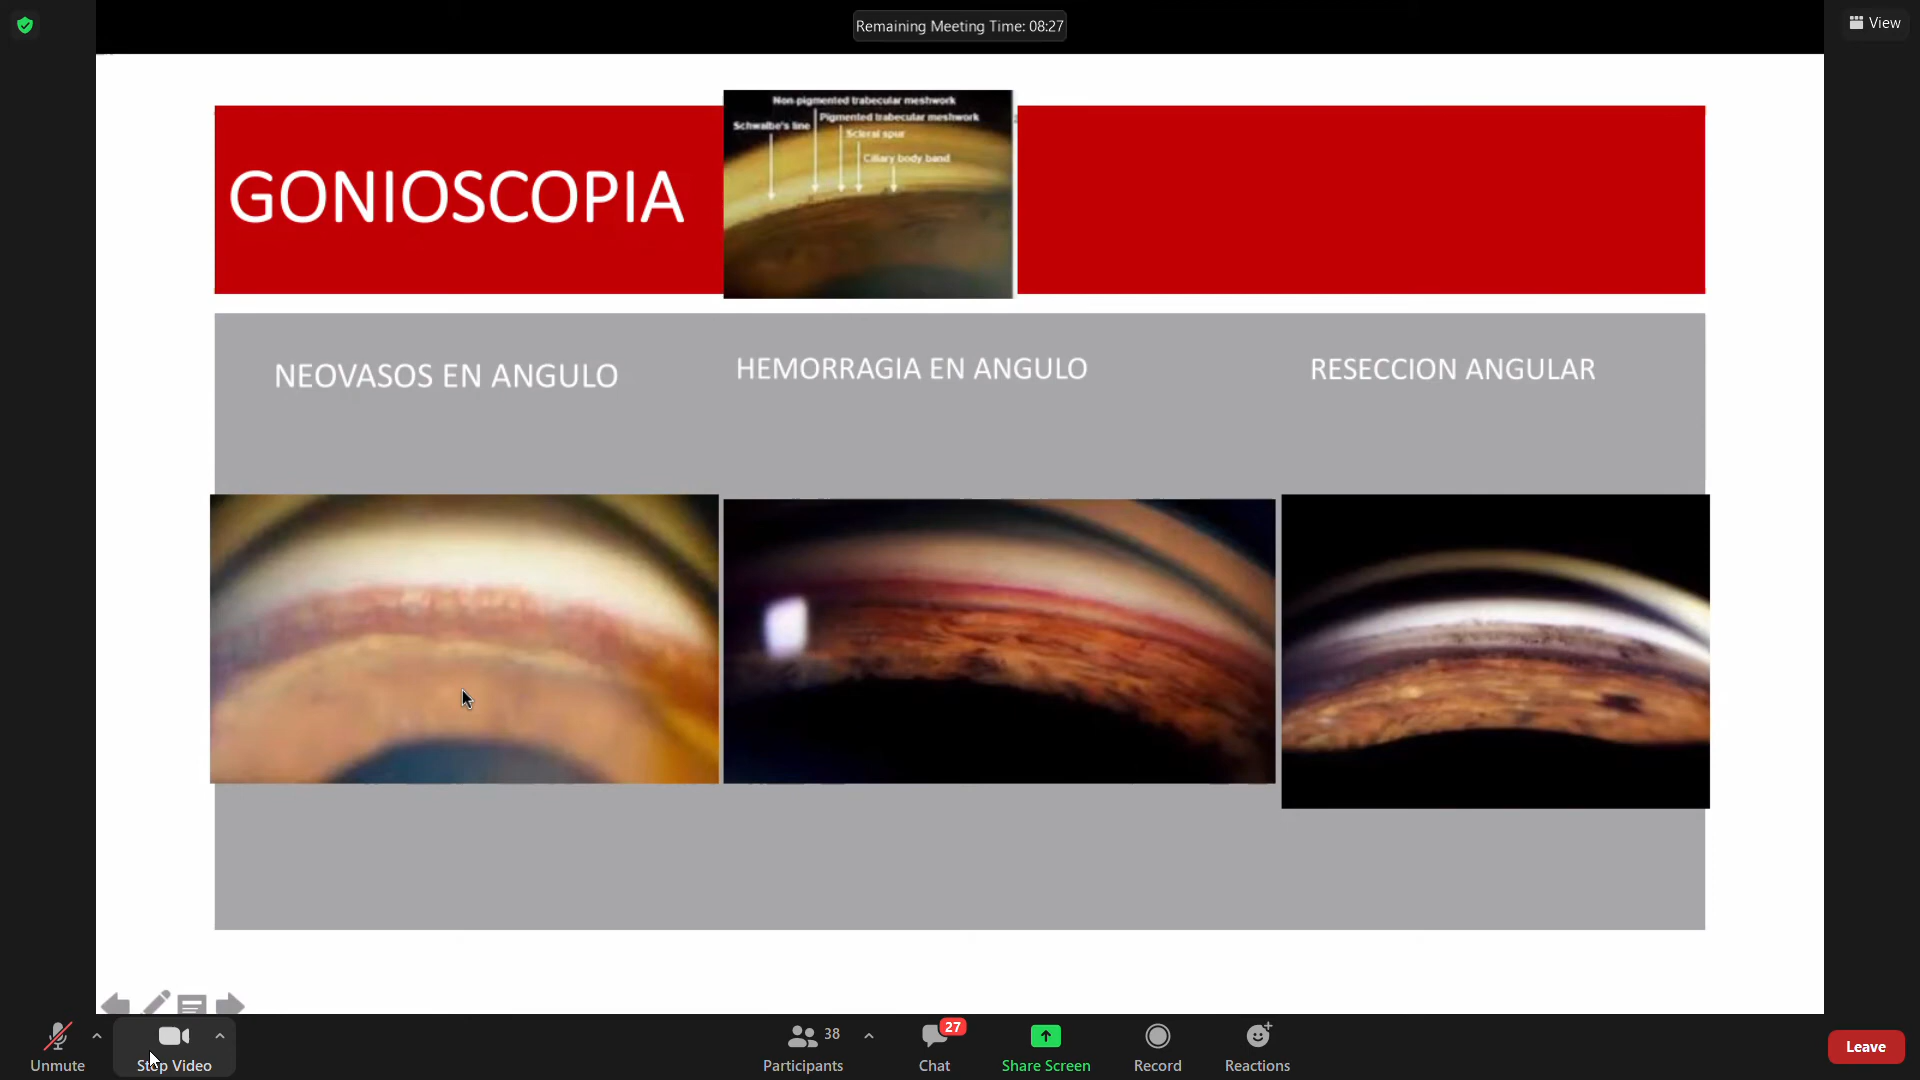 Remaining Meeting Time: 08:27
View
GONIOSCOPIA
Non-pigmented trabecular meshwork
Pigmented trabecular meshwork
Schwalbe's line
Scleral spur
Ciliary body band
NEOVASOS EN ANGULO
HEMORRAGIA EN ANGULO
RESECCION ANGULAR
Unmute
Stop Video
38
Participants
27
Chat
Share Screen
Record
Reactions
Leave